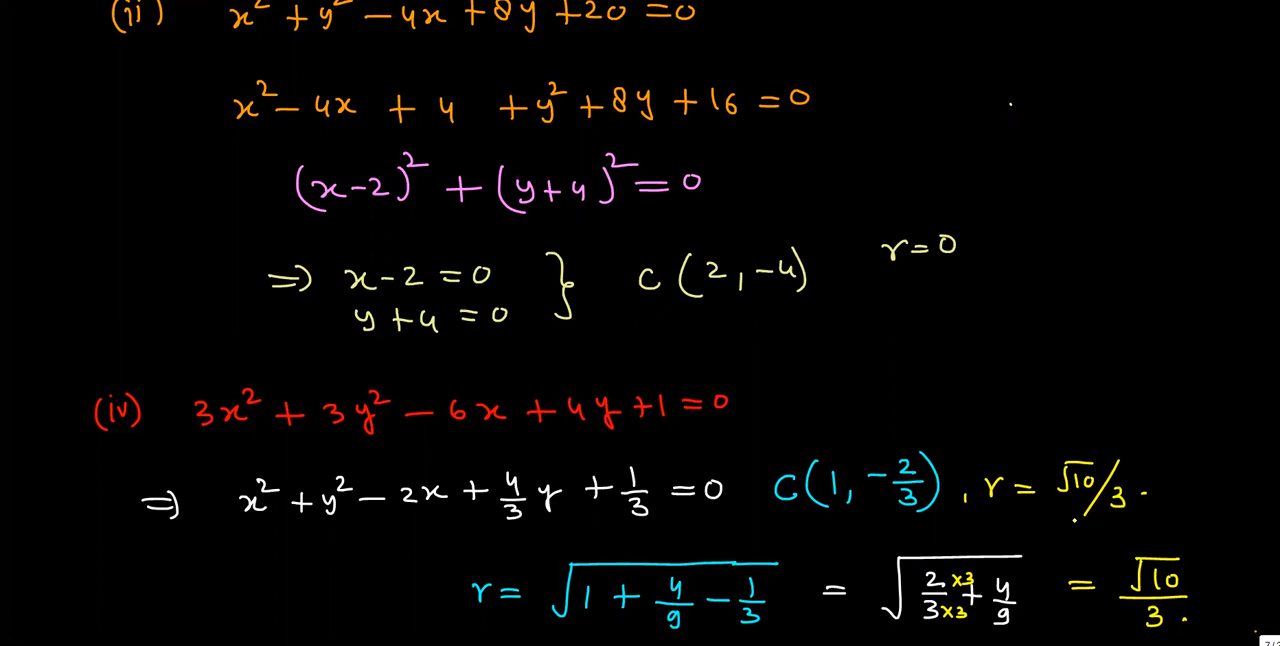 (ii) x² + y² – 4x + 8y + 20 = 0
x² – 4x + 4 + y² + 8y + 16 = 0
(x – 2)² + (y + 4)² = 0
⇒ x – 2 = 0 } C (2, –4) r = 0
y + 4 = 0
(iv) 3x² + 3y² – 6x + 4y + 1 = 0
⇒ x² + y² – 2x + 4/3 y + 1/3 = 0 C(1, –2/3), r = √10/3.
r = √(1 + 4/9 – 1/3) = √(2×3/3×3 + 4/9) = √10/3.